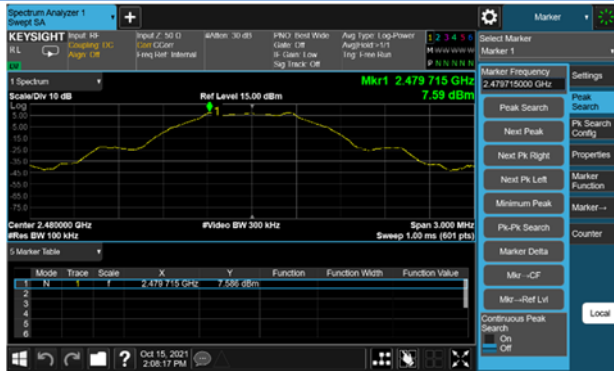 Spectrum Analyzer 1
Swept SA
+
Marker
KEYSIGHT
RL
Input: RF
Coupling: DC
Align: Off
Input Z: 50 Ω
Corr CCorr
Freq Ref: Internal
#Atten: 30 dB
PNO: Best Wide
Gate: Off
IF Gain: Low
Sig Track: Off
Avg Type: Log-Power
Avg|Hold:>1/1
Trig: Free Run
1 2 3 4 5 6
M W W W W W
P N N N N N
Select Marker
Marker 1
1 Spectrum
Scale/Div 10 dB
Ref Level 15.00 dBm
Mkr1 2.479 715 GHz
7.59 dBm
Log
5.00
-5.00
-15.0
-25.0
-35.0
-45.0
-55.0
-65.0
-75.0
1
Center 2.480000 GHz
#Res BW 100 kHz
#Video BW 300 kHz
Span 3.000 MHz
Sweep 1.00 ms (601 pts)
5 Marker Table
Mode Trace Scale X Y Function Function Width Function Value
1 N 1 f 2.479 715 GHz 7.586 dBm
2
3
4
5
6
Marker Frequency
2.479715000 GHz
Peak Search
Next Peak
Next Pk Right
Next Pk Left
Minimum Peak
Pk-Pk Search
Marker Delta
Mkr→CF
Mkr→Ref Lvl
Continuous Peak
Search
On
Off
Settings
Peak
Search
Pk Search
Config
Properties
Marker
Function
Marker→
Counter
Local
?
Oct 15, 2021
2:08:17 PM